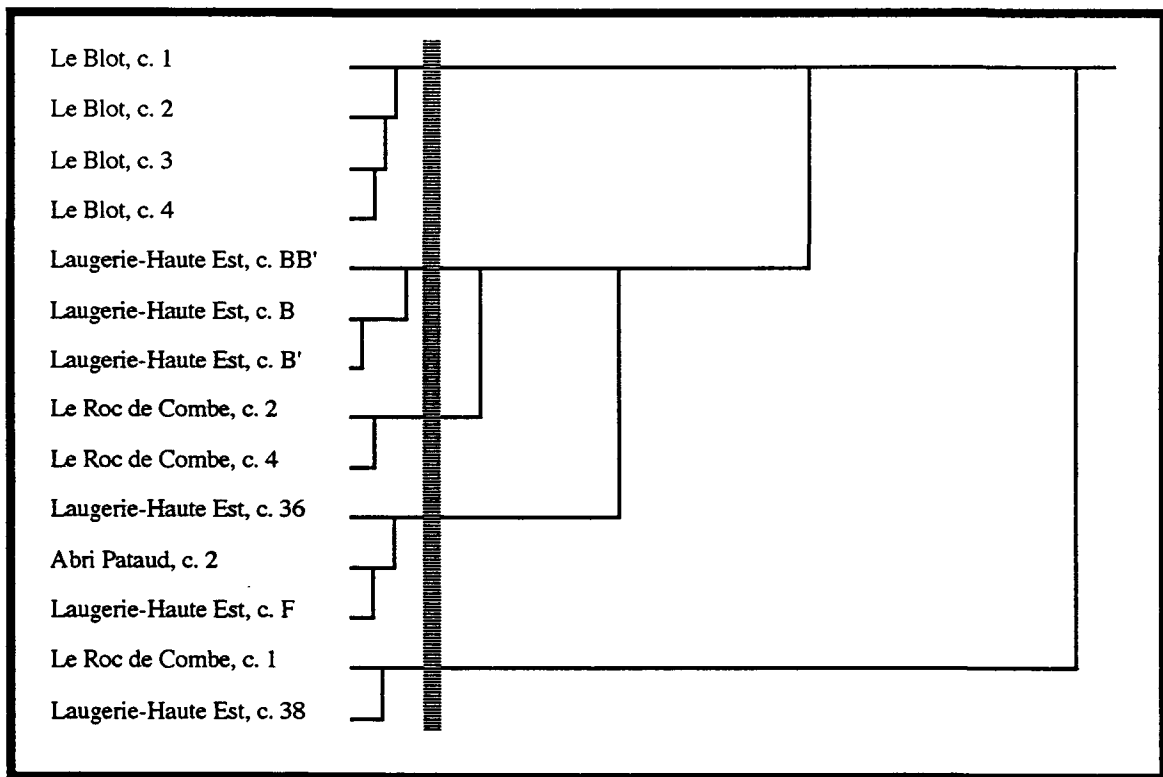 Le Blot, c. 1
Le Blot, c. 2
Le Blot, c. 3
Le Blot, c. 4
Laugerie-Haute Est, c. BB'
Laugerie-Haute Est, c. B
Laugerie-Haute Est, c. B'
Le Roc de Combe, c. 2
Le Roc de Combe, c. 4
Laugerie-Haute Est, c. 36
Abri Pataud, c. 2
Laugerie-Haute Est, c. F
Le Roc de Combe, c. 1
Laugerie-Haute Est, c. 38